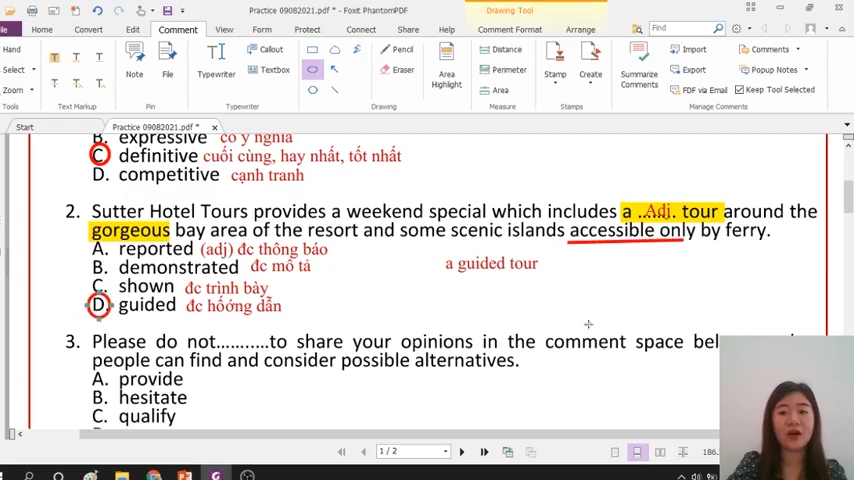 Practice 09082021.pdf * - Foxit PhantomPDF
Drawing Tool
Home
Comment
View
Form
Protect
Share
Help
Comment Format
Arrange
Find
Hand
Select
Zoom
Tools
Text Markup
Note
File
Pin
Typewriter
Callout
Textbox
Typewriter
Pencil
Eraser
Drawing
Area
Highlight
Distance
Perimeter
Area
Measure
Stamp
Create
Stamps
Summarize
Comments
Import
Export
FDF via Email
Comments
Popup Notes
Keep Tool Selected
Manage Comments
Start
Practice 09082021.pdf *
B. expressive có ý nghĩa
C definitive cuối cùng, hay nhất, tốt nhất
D. competitive cạnh tranh
2. Sutter Hotel Tours provides a weekend special which includes a ....Adj. tour around the
gorgeous bay area of the resort and some scenic islands accessible only by ferry.
A. reported (adj) đc thông báo
B. demonstrated đc mô tả
a guided tour
C. shown đc trình bày
D. guided đc hướng dẫn
3. Please do not...........to share your opinions in the comment space
people can find and consider possible alternatives.
A. provide
B. hesitate
C. qualify
1 / 2